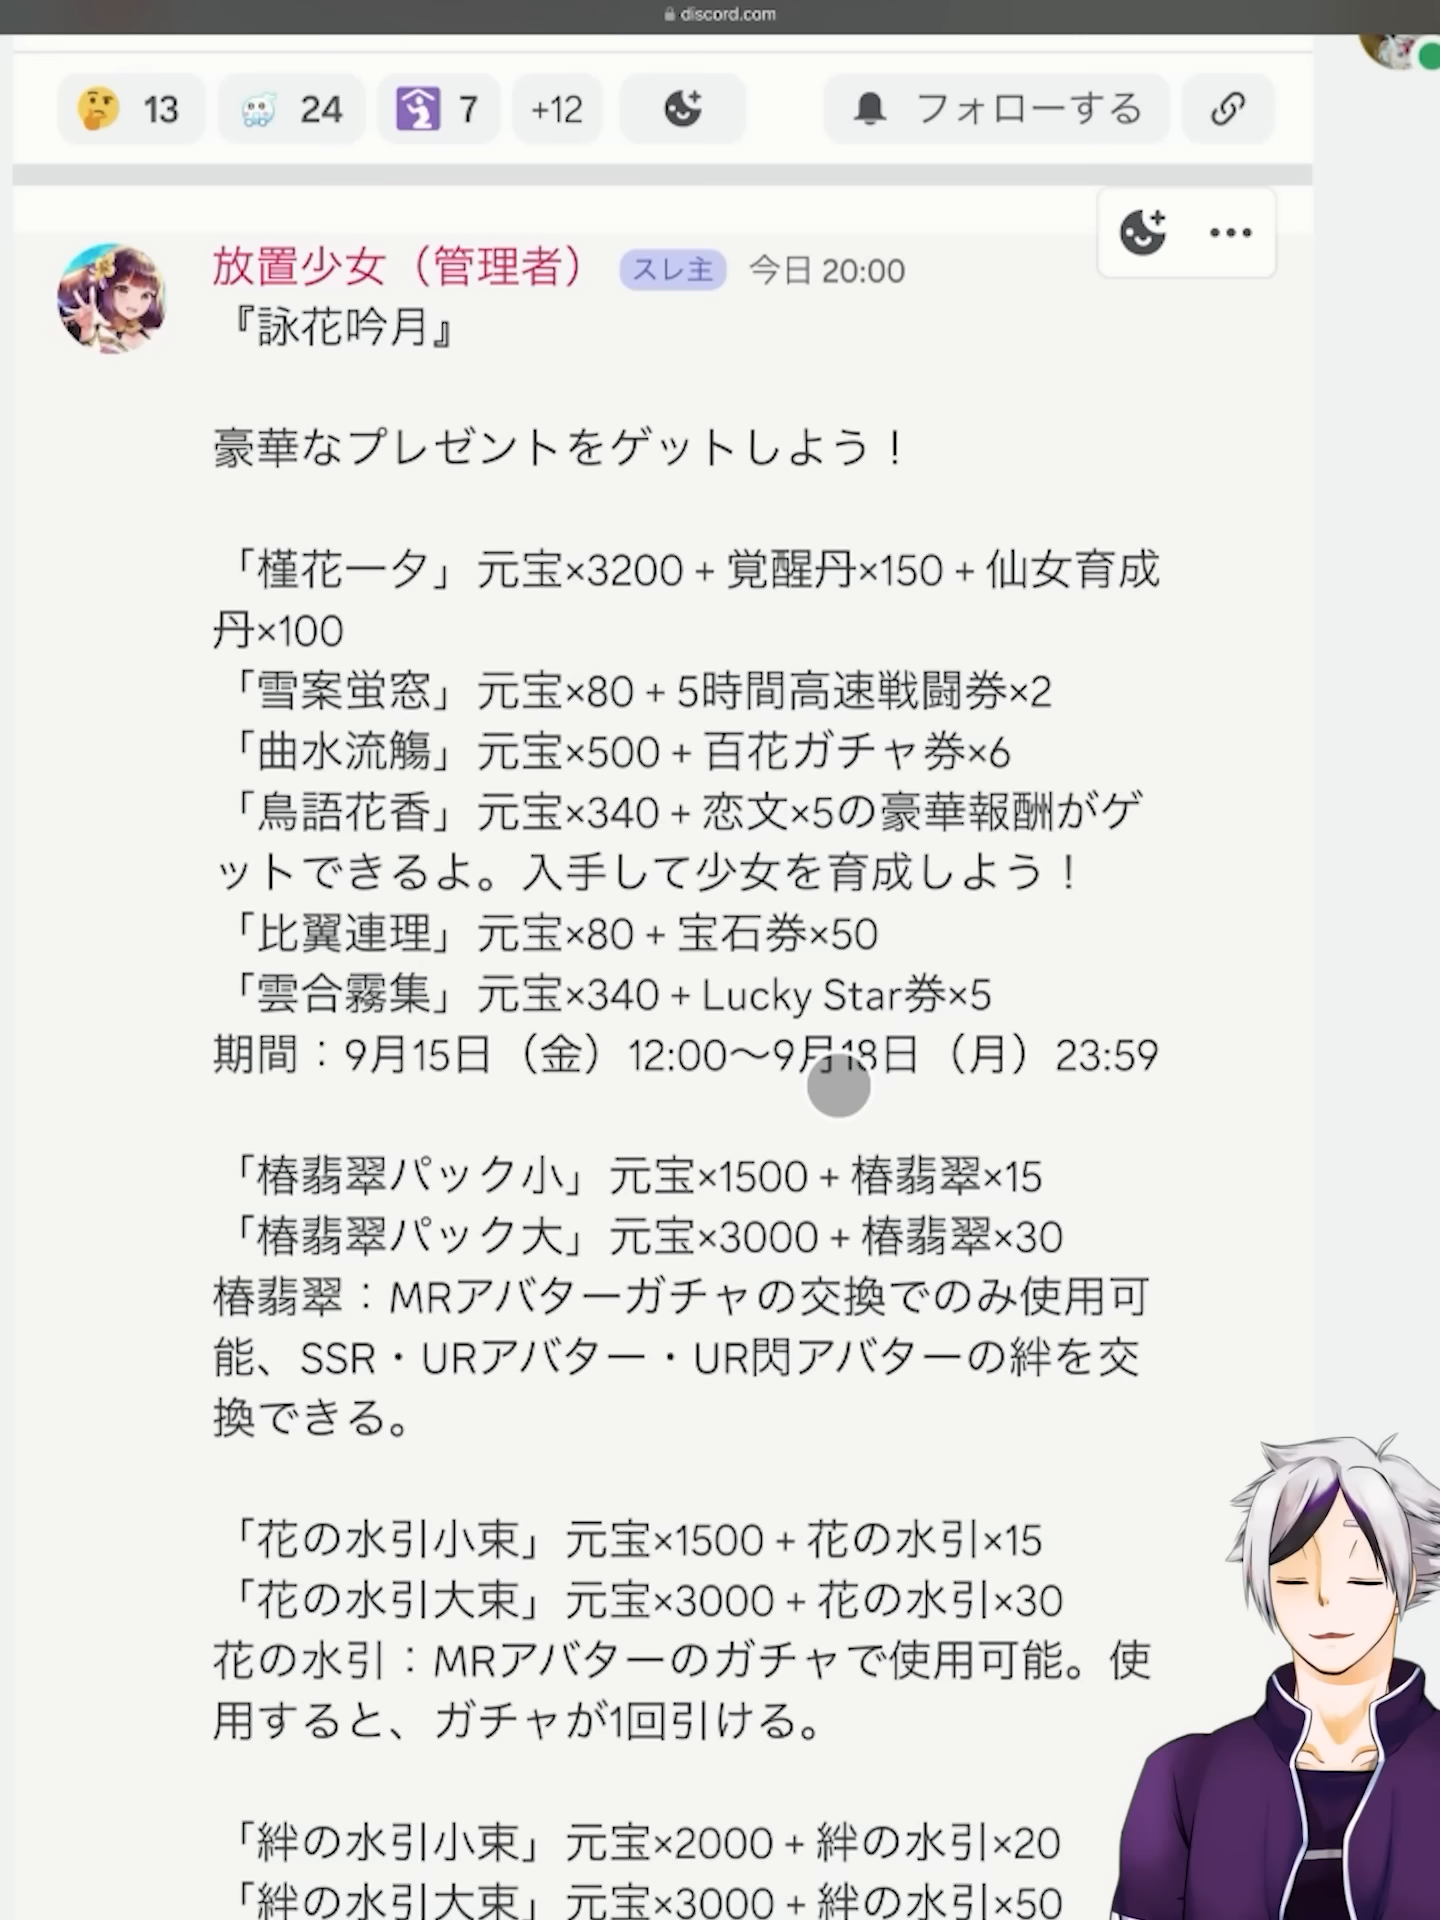 discord.com
13 24 7 +12 フォローする
放置少女（管理者） スレ主 今日 20:00
『詠花吟月』
豪華なプレゼントをゲットしよう！
「槿花一夕」元宝×3200 + 覚醒丹×150 + 仙女育成
丹×100
「雪案蛍窓」元宝×80 + 5時間高速戦闘券×2
「曲水流觴」元宝×500 + 百花ガチャ券×6
「鳥語花香」元宝×340 + 恋文×5の豪華報酬がゲ
ットできるよ。入手して少女を育成しよう！
「比翼連理」元宝×80 + 宝石券×50
「雲合霧集」元宝×340 + Lucky Star券×5
期間：9月15日（金）12:00～9月18日（月）23:59
「椿翡翠パック小」元宝×1500 + 椿翡翠×15
「椿翡翠パック大」元宝×3000 + 椿翡翠×30
椿翡翠：MRアバターガチャの交換でのみ使用可
能、SSR・URアバター・UR閃アバターの絆を交
換できる。
「花の水引小束」元宝×1500 + 花の水引×15
「花の水引大束」元宝×3000 + 花の水引×30
花の水引：MRアバターのガチャで使用可能。使
用すると、ガチャが1回引ける。
「絆の水引小束」元宝×2000 + 絆の水引×20
「絆の水引大束」元宝×3000 + 絆の水引×50